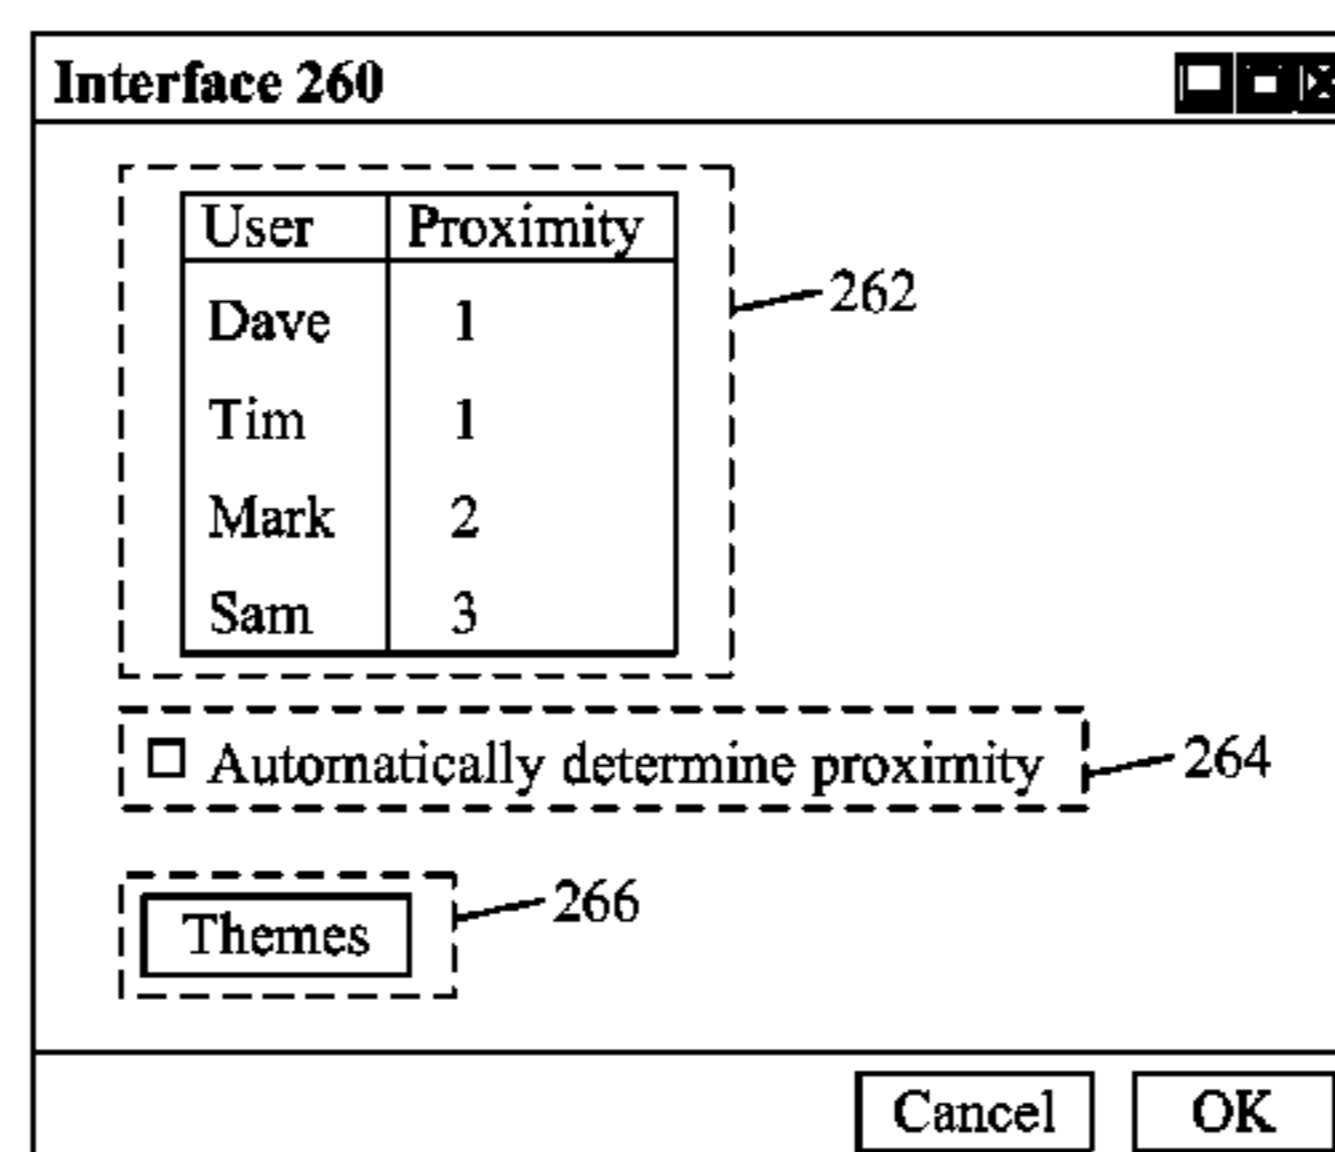 Interface 260
User Proximity
Dave 1
262
Tim 1
Mark 2
Sam 3
Automatically determine proximity
264
Themes
266
Cancel OK